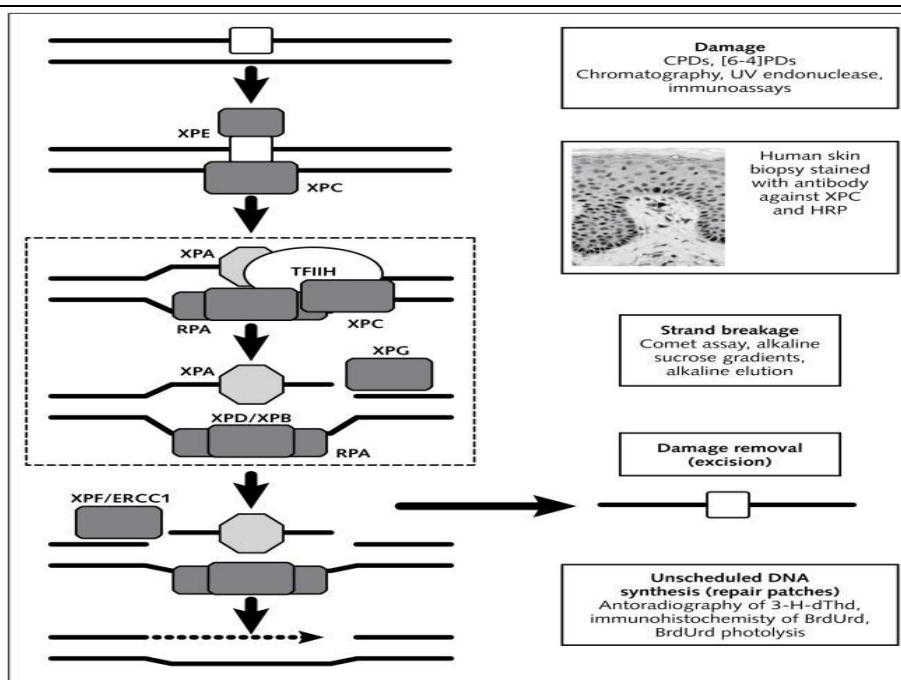 XPE
XPC
XPA
TFIIH
RPA
XPC
XPG
XPA
XPD/XPB
RPA
XPF/ERCC1
Damage
CPDs, [6-4]PDs
Chromatography, UV endonuclease,
immunoassays
Human skin
biopsy stained
with antibody
against XPC
and HRP
Strand breakage
Comet assay, alkaline
sucrose gradients,
alkaline elution
Damage removal
(excision)
Unscheduled DNA
synthesis (repair patches)
Antoradiography of 3-H-dThd,
immunohistochemisty of BrdUrd,
BrdUrd photolysis